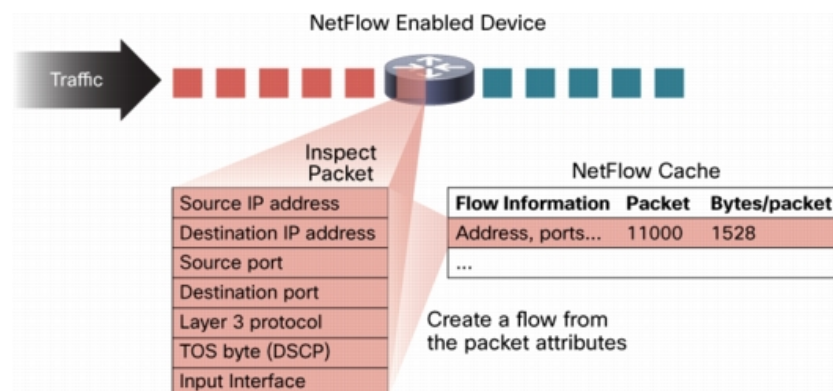 NetFlow Enabled Device
Traffic
Inspect
Packet
Source IP address
Destination IP address
Source port
Destination port
Layer 3 protocol
TOS byte (DSCP)
Input Interface
NetFlow Cache
Flow Information Packet Bytes/packet
Address, ports... 11000 1528
...
Create a flow from
the packet attributes